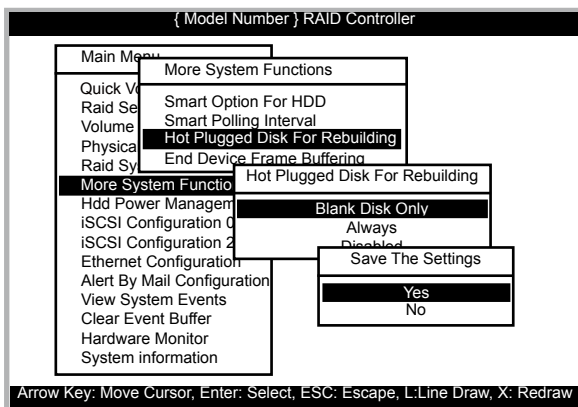 { Model Number } RAID Controller
Main Menu
Quick Vo
Raid Se
Volume
Physica
Raid Sy
More System Functio
Hdd Power Managem
iSCSI Configuration 0
iSCSI Configuration 2
Ethernet Configuration
Alert By Mail Configuration
View System Events
Clear Event Buffer
Hardware Monitor
System information
More System Functions
Smart Option For HDD
Smart Polling Interval
Hot Plugged Disk For Rebuilding
End Device Frame Buffering
Hot Plugged Disk For Rebuilding
Blank Disk Only
Always
Disabled
Save The Settings
Yes
No
Arrow Key: Move Cursor, Enter: Select, ESC: Escape, L:Line Draw, X: Redraw